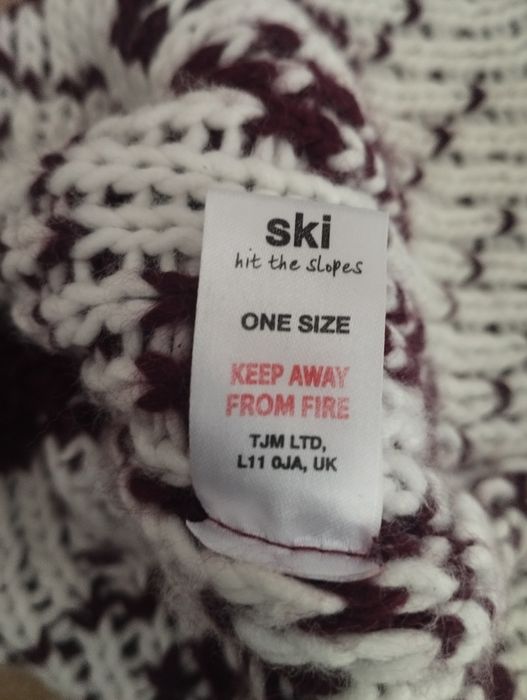 ski
hit the slopes
ONE SIZE
KEEP AWAY
FROM FIRE
TJM LTD,
L11 0JA, UK